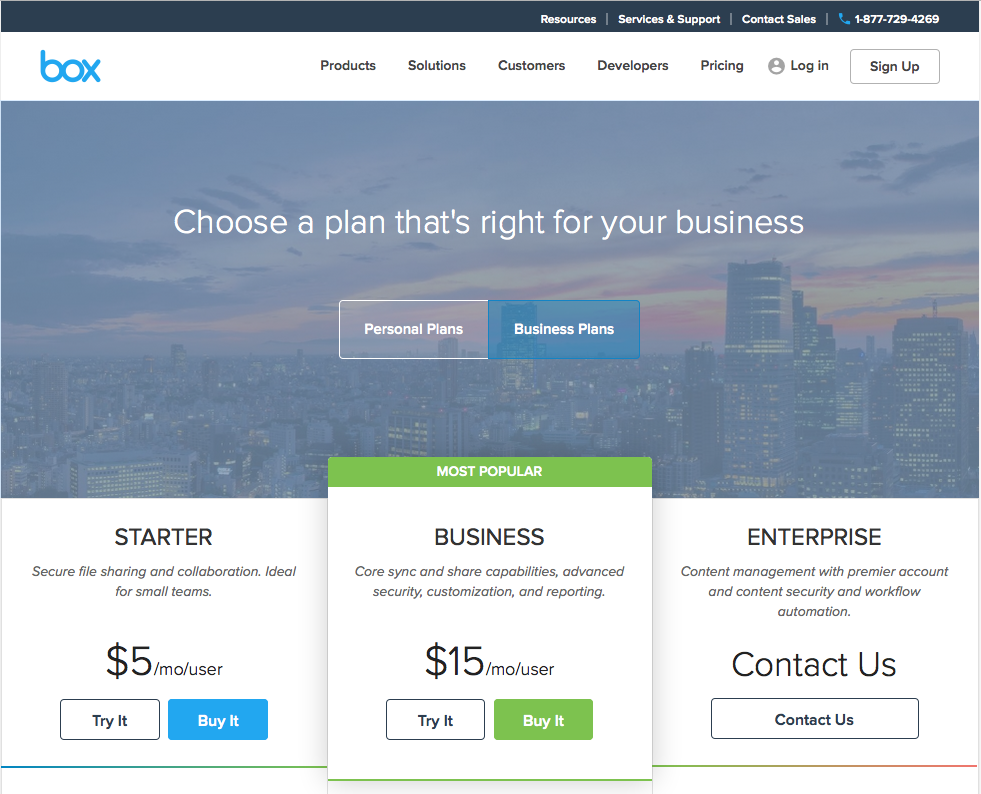 Resources | Services & Support | Contact Sales | 1-877-729-4269
box Products Solutions Customers Developers Pricing Log in Sign Up
Choose a plan that's right for your business
Personal Plans Business Plans
MOST POPULAR
STARTER
Secure file sharing and collaboration. Ideal
for small teams.
$5/mo/user
Try It Buy It
BUSINESS
Core sync and share capabilities, advanced
security, customization, and reporting.
$15/mo/user
Try It Buy It
ENTERPRISE
Content management with premier account
and content security and workflow
automation.
Contact Us
Contact Us